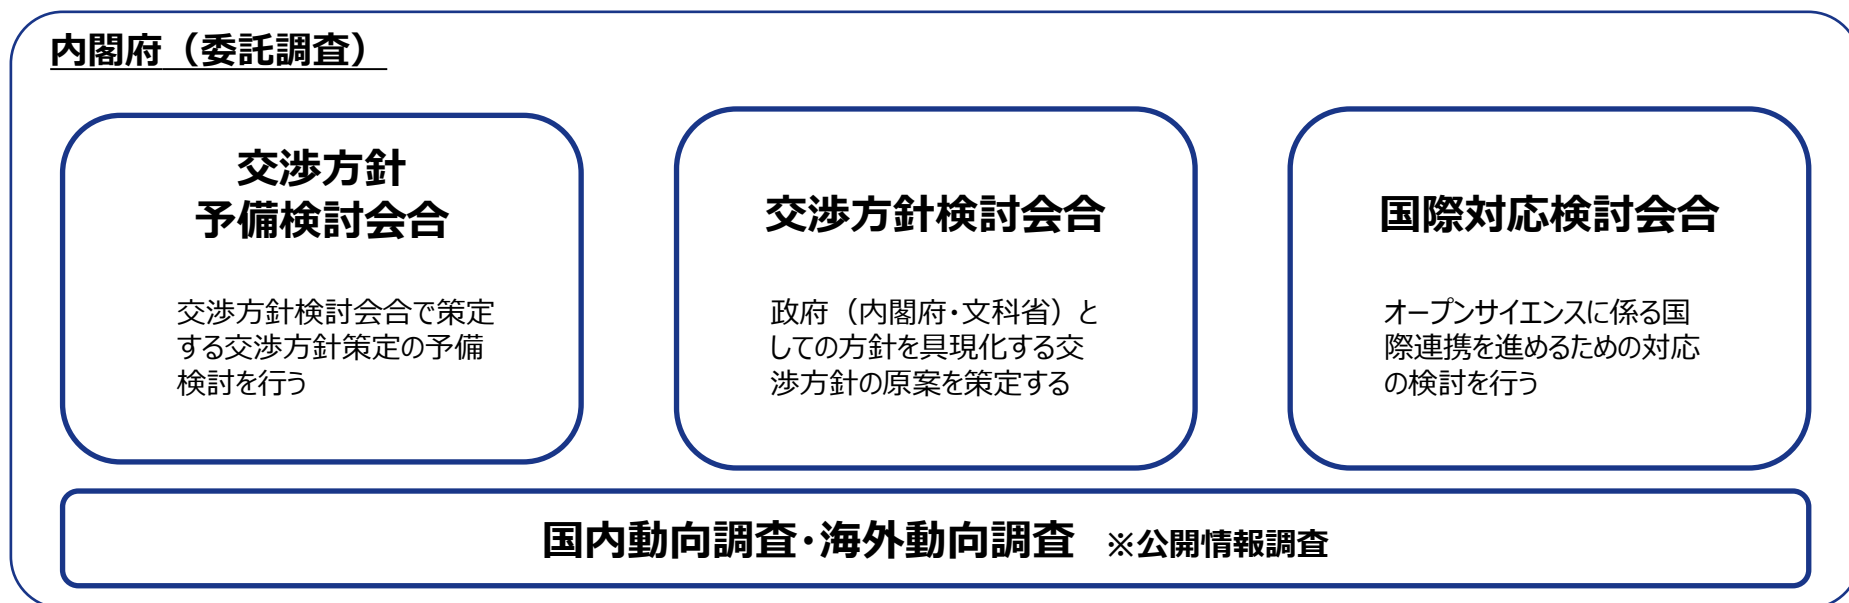 内閣府（委託調査）
交渉方針
予備検討会合
交渉方針検討会合で策定
する交渉方針策定の予備
検討を行う
交渉方針検討会合
政府（内閣府・文科省）と
しての方針を具現化する交
渉方針の原案を策定する
国際対応検討会合
オープンサイエンスに係る国
際連携を進めるための対応
の検討を行う
国内動向調査・海外動向調査 ※公開情報調査